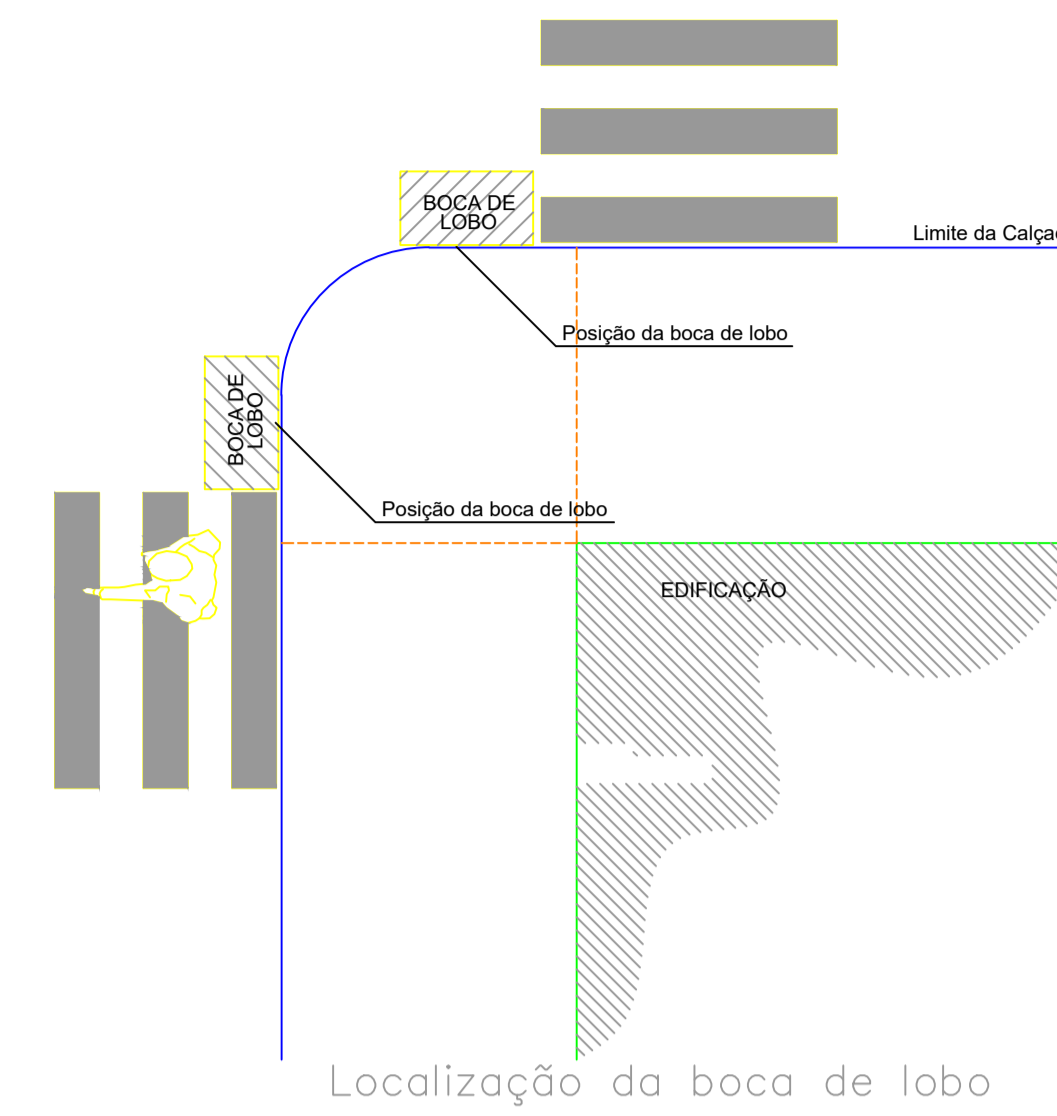 BOCA DE
LOBO
Limite da
Posição da boca de lobo
BOCA DE
LOBO
Posição da boca de lobo
EDIFICAÇÃO
Localização da boca de lobo